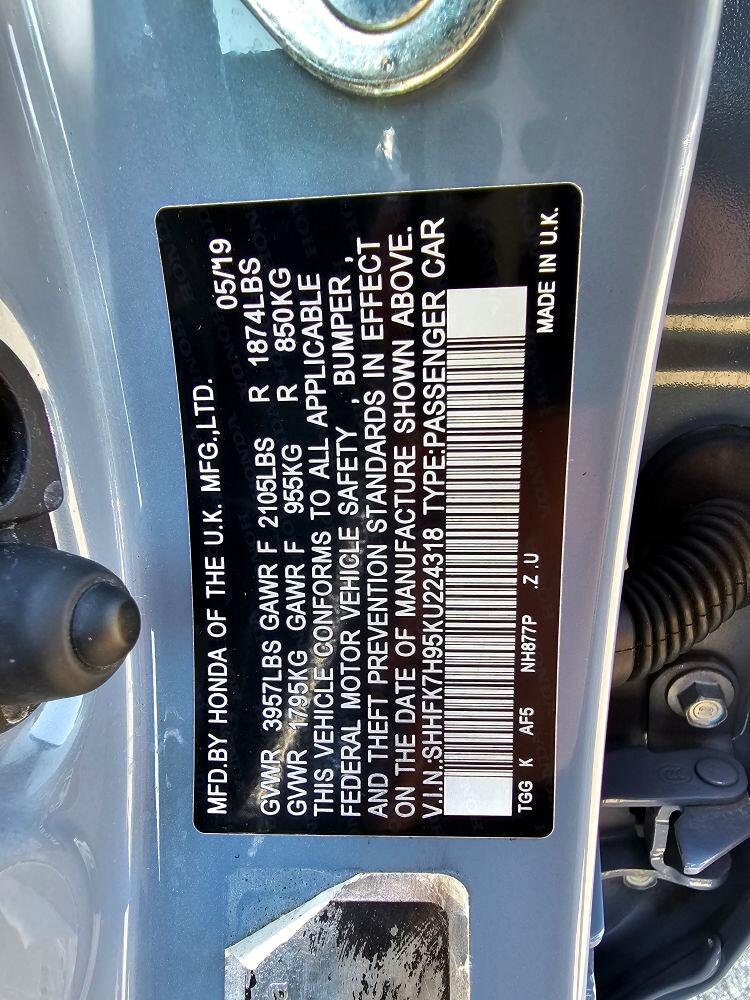 MFD.BY HONDA OF THE U.K. MFG.,LTD. 05/19
GVWR 3957LBS GAWR F 2105LBS R 1874LBS
GVWR 1795KG GAWR F 955KG R 850KG
THIS VEHICLE CONFORMS TO ALL APPLICABLE
FEDERAL MOTOR VEHICLE SAFETY , BUMPER ,
AND THEFT PREVENTION STANDARDS IN EFFECT
ON THE DATE OF MANUFACTURE SHOWN ABOVE.
V.I.N.:SHHFK7H95KU224318 TYPE:PASSENGER CAR
TGG K AF5 NH877P .Z .U MADE IN U.K.